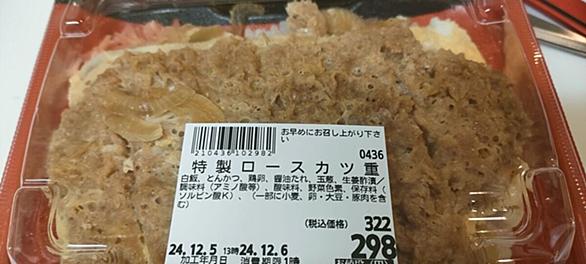 お早めにお召し上がり下さ
い
210436 102982
0436
特製ロースカツ重
白飯、とんかつ、鶏卵、醤油たれ、玉葱、生姜酢漬／
調味料（アミノ酸等）、酸味料、野菜色素、保存料（
ソルビン酸K）、（一部に小麦、卵・大豆・豚肉を含
む）
(税込価格) 322
24.12.5 13時 24.12.6 298
加工年月日 消費期限 1時